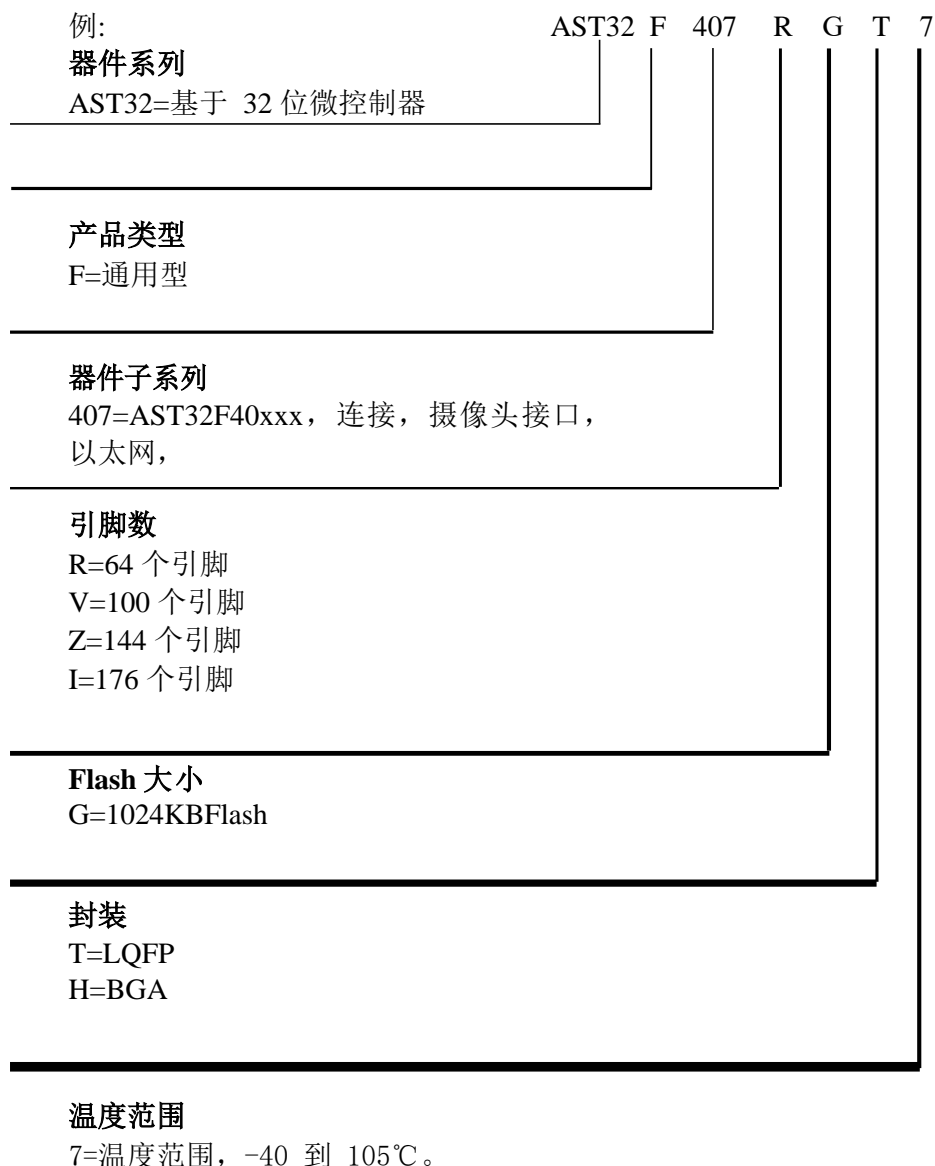 例: AST32 F 407 R G T 7
器件系列
AST32=基于 32 位微控制器
产品类型
F=通用型
器件子系列
407=AST32F40xxx，连接，摄像头接口，
以太网，
引脚数
R=64 个引脚
V=100 个引脚
Z=144 个引脚
I=176 个引脚
Flash 大小
G=1024KBFlash
封装
T=LQFP
H=BGA
温度范围
7=温度范围，-40 到 105℃。